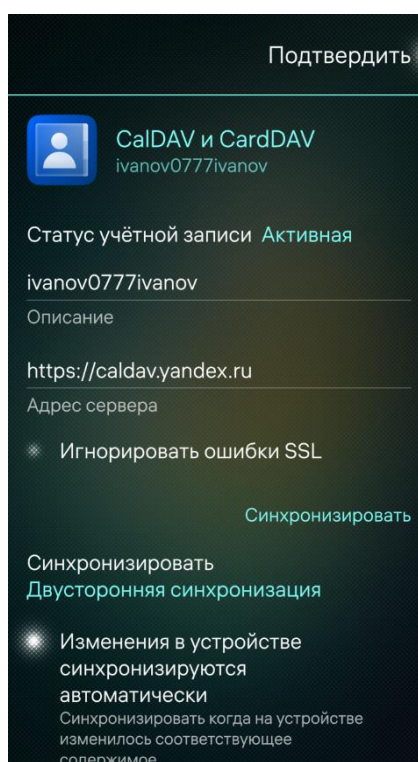 Подтвердить
CalDAV и CardDAV
ivanov0777ivanov
Статус учётной записи Активная
ivanov0777ivanov
Описание
https://caldav.yandex.ru
Адрес сервера
Игнорировать ошибки SSL
Синхронизировать
Синхронизировать
Двусторонняя синхронизация
Изменения в устройстве
синхронизируются
автоматически
Синхронизировать когда на устройстве
изменилось соответствующее
содержимое